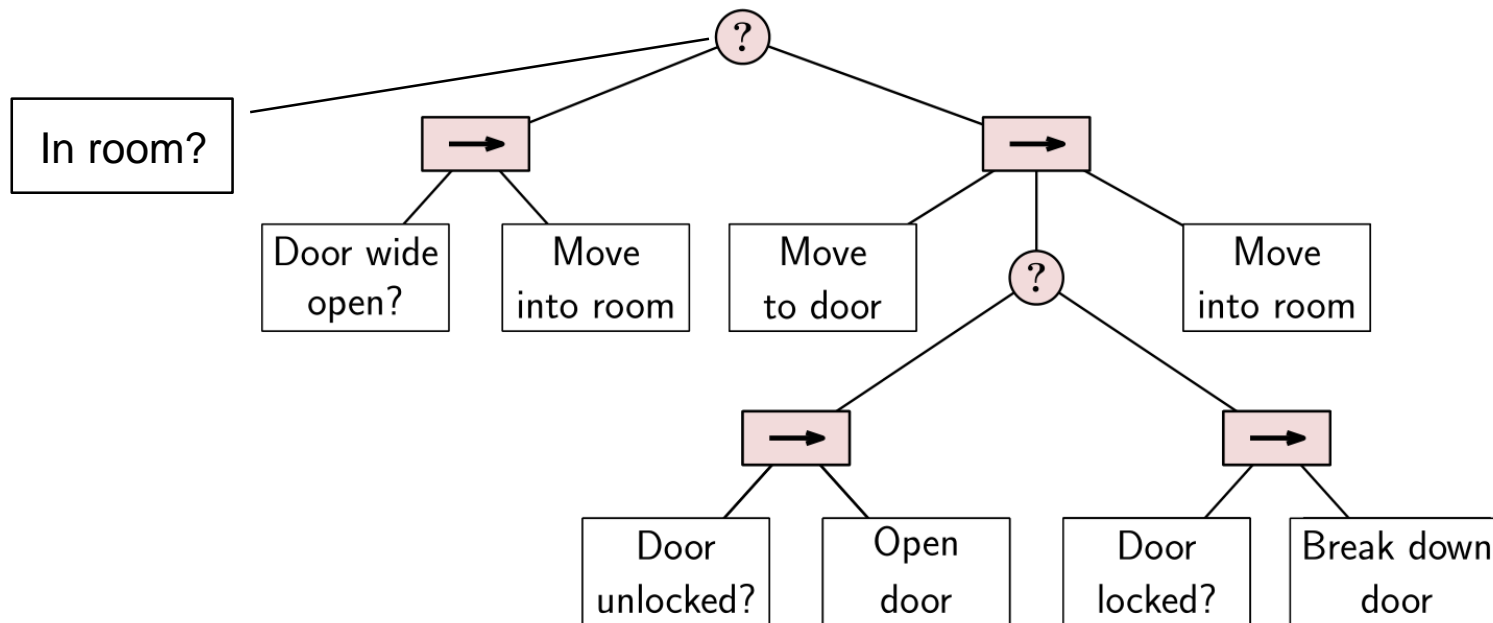 ?
In room?
→
→
Door wide
open?
Move
into room
Move
to door
?
Move
into room
→
→
Door
unlocked?
Open
door
Door
locked?
Break down
door